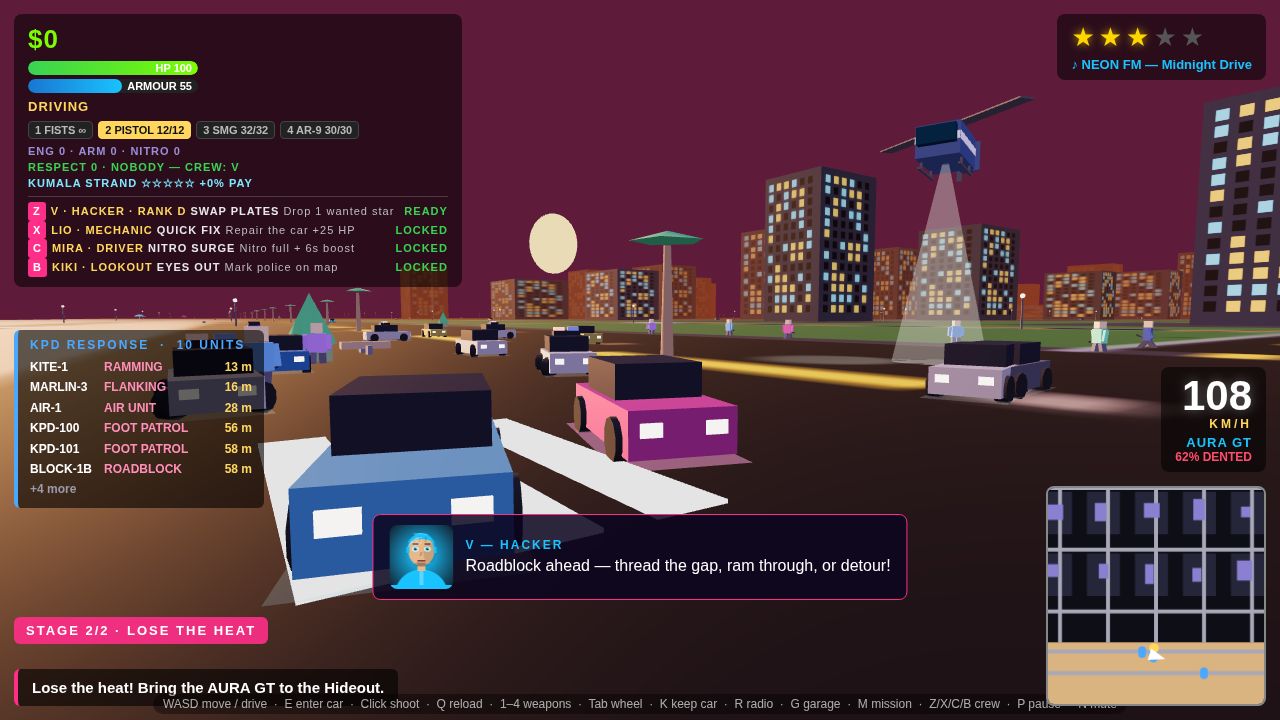 $0
HP 100
ARMOUR 55
DRIVING
1 FISTS ∞ 2 PISTOL 12/12 3 SMG 32/32 4 AR-9 30/30
ENG 0 · ARM 0 · NITRO 0
RESPECT 0 · NOBODY — CREW: V
KUMALA STRAND ☆☆☆☆☆ +0% PAY
Z V · HACKER · RANK D SWAP PLATES Drop 1 wanted star READY
X LIO · MECHANIC QUICK FIX Repair the car +25 HP LOCKED
C MIRA · DRIVER NITRO SURGE Nitro full + 6s boost LOCKED
B KIKI · LOOKOUT EYES OUT Mark police on map LOCKED
★★★★★
♪ NEON FM — Midnight Drive
KPD RESPONSE · 10 UNITS
KITE-1 RAMMING 13 m
MARLIN-3 FLANKING 16 m
AIR-1 AIR UNIT 28 m
KPD-100 FOOT PATROL 56 m
KPD-101 FOOT PATROL 58 m
BLOCK-1B ROADBLOCK 58 m
+4 more
108
KM/H
AURA GT
62% DENTED
V — HACKER
Roadblock ahead — thread the gap, ram through, or detour!
STAGE 2/2 · LOSE THE HEAT
Lose the heat! Bring the AURA GT to the Hideout.
WASD move / drive · E enter car · Click shoot · Q reload · 1–4 weapons · Tab wheel · K keep car · R radio · G garage · M mission · Z/X/C/B crew · P pause · N mute